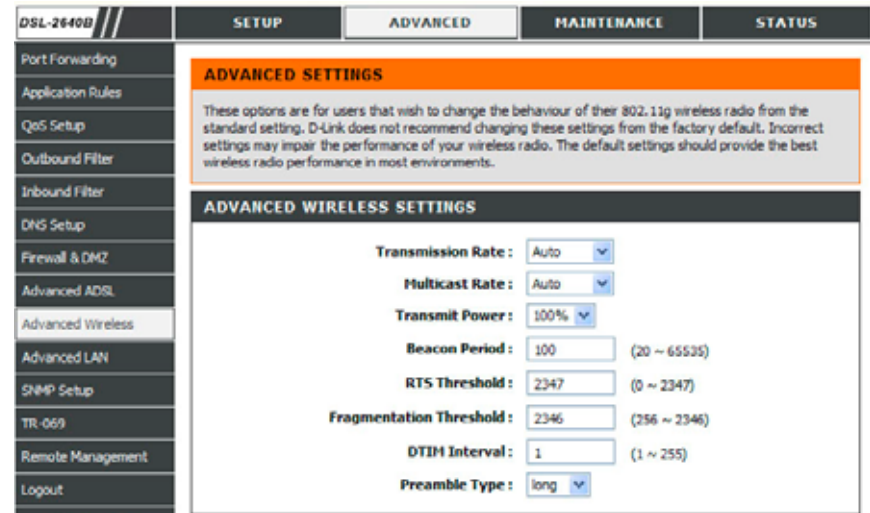 DSL-2640B
SETUP
ADVANCED
MAINTENANCE
STATUS
Port Forwarding
Application Rules
QoS Setup
Outbound Filter
Inbound Filter
DNS Setup
Firewall & DMZ
Advanced ADSL
Advanced Wireless
Advanced LAN
SNMP Setup
TR-069
Remote Management
Logout
ADVANCED SETTINGS
These options are for users that wish to change the behaviour of their 802.11g wireless radio from the
standard setting. D-Link does not recommend changing these settings from the factory default. Incorrect
settings may impair the performance of your wireless radio. The default settings should provide the best
wireless radio performance in most environments.
ADVANCED WIRELESS SETTINGS
Transmission Rate : Auto
Multicast Rate : Auto
Transmit Power : 100%
Beacon Period : 100 (20 ~ 65535)
RTS Threshold : 2347 (0 ~ 2347)
Fragmentation Threshold : 2346 (256 ~ 2346)
DTIM Interval : 1 (1 ~ 255)
Preamble Type : long